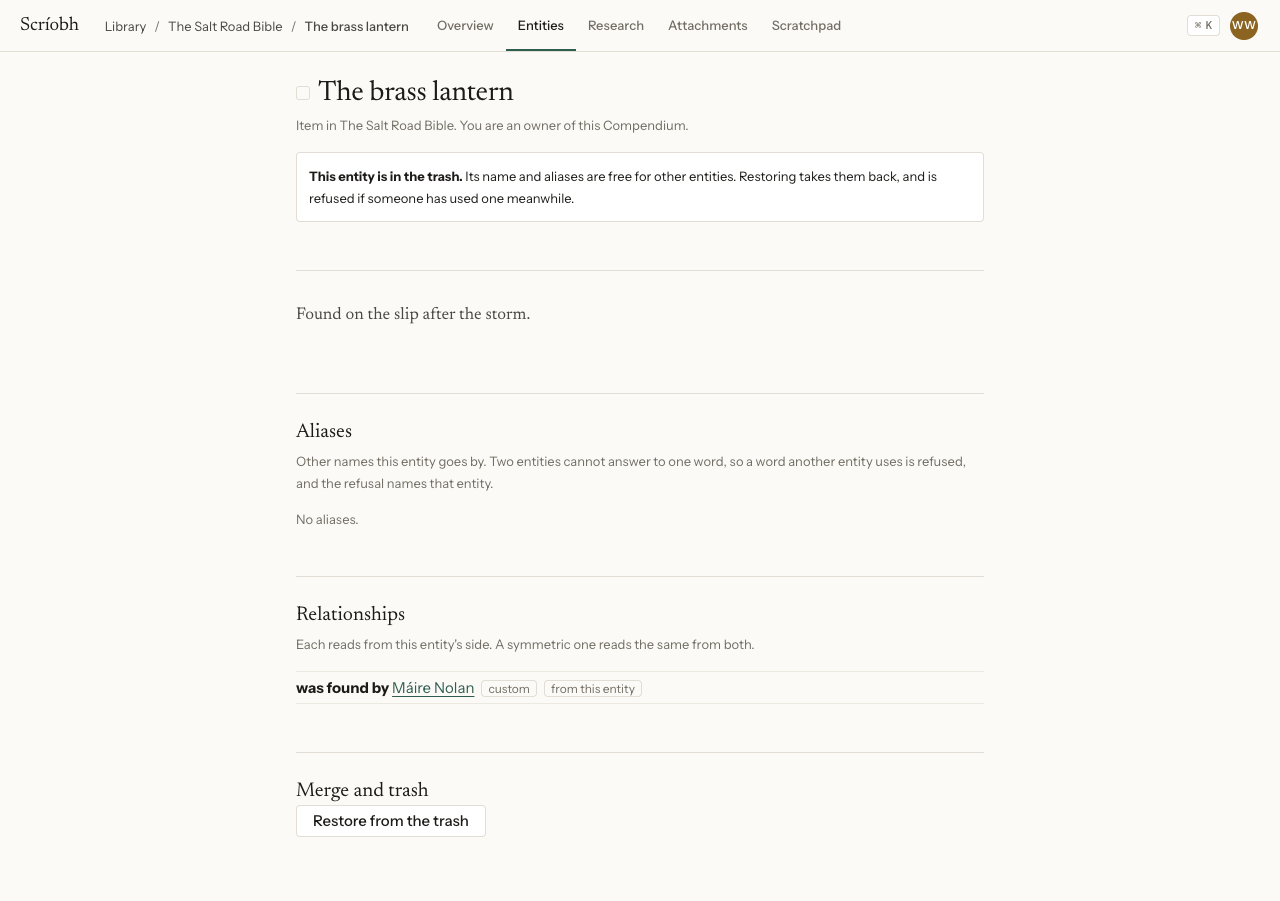 Scríobh Library / The Salt Road Bible / The brass lantern Overview Entities Research Attachments Scratchpad ⌘ K WW
The brass lantern
Item in The Salt Road Bible. You are an owner of this Compendium.
This entity is in the trash. Its name and aliases are free for other entities. Restoring takes them back, and is
refused if someone has used one meanwhile.
Found on the slip after the storm.
Aliases
Other names this entity goes by. Two entities cannot answer to one word, so a word another entity uses is refused,
and the refusal names that entity.
No aliases.
Relationships
Each reads from this entity's side. A symmetric one reads the same from both.
was found by Máire Nolan custom from this entity
Merge and trash
Restore from the trash